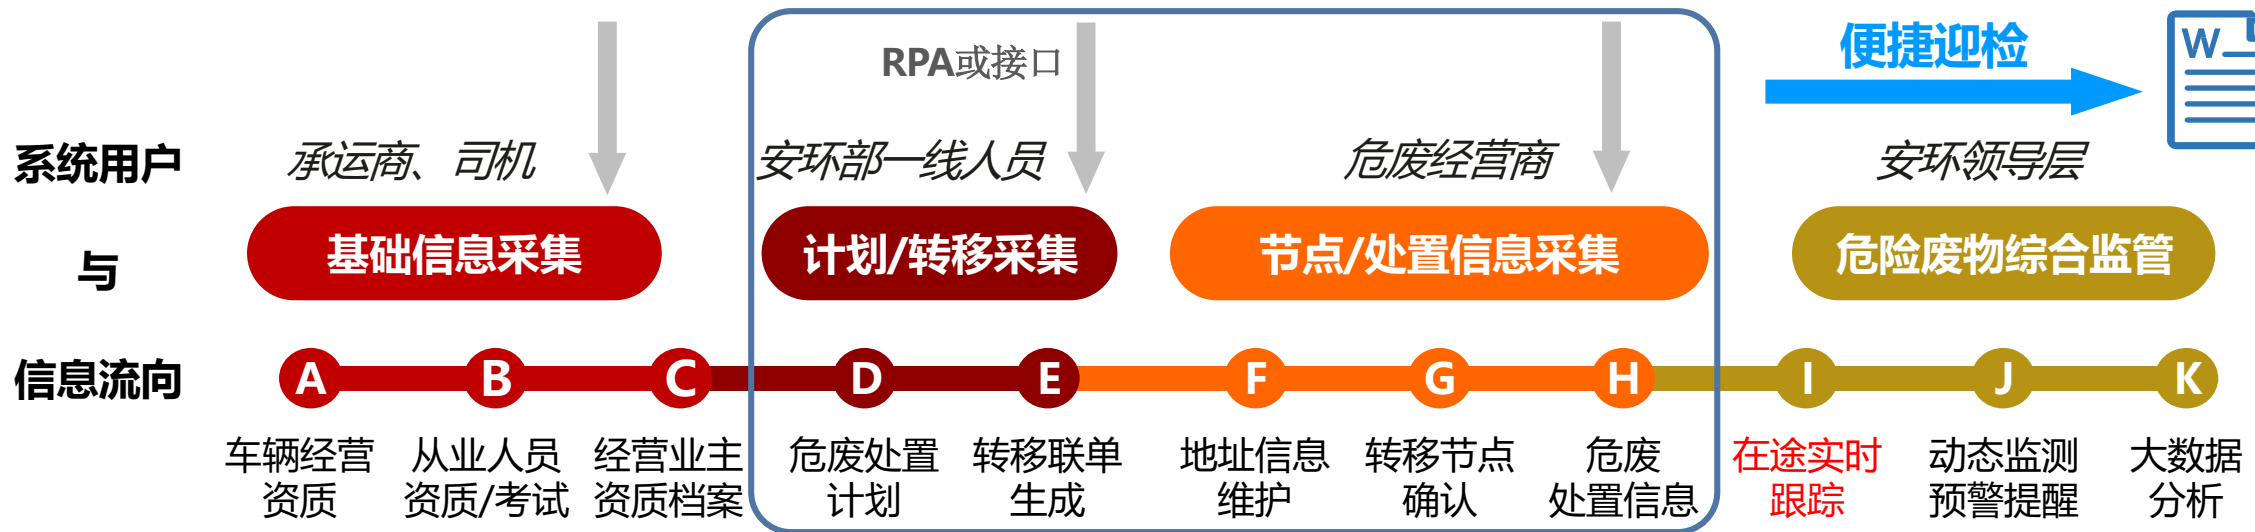 RPA或接口
便捷迎检
W
系统用户
与
信息流向
承运商、司机
安环部一线人员
危废经营商
安环领导层
基础信息采集
计划/转移采集
节点/处置信息采集
危险废物综合监管
A
B
C
D
E
F
G
H
I
J
K
车辆经营
资质
从业人员
资质/考试
经营业主
资质档案
危废处置
计划
转移联单
生成
地址信息
维护
转移节点
确认
危废
处置信息
在途实时
跟踪
动态监测
预警提醒
大数据
分析